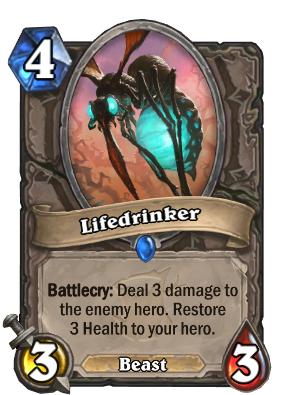 4
Lifedrinker
Battlecry: Deal 3 damage to
the enemy hero. Restore
3 Health to your hero.
3
Beast
3